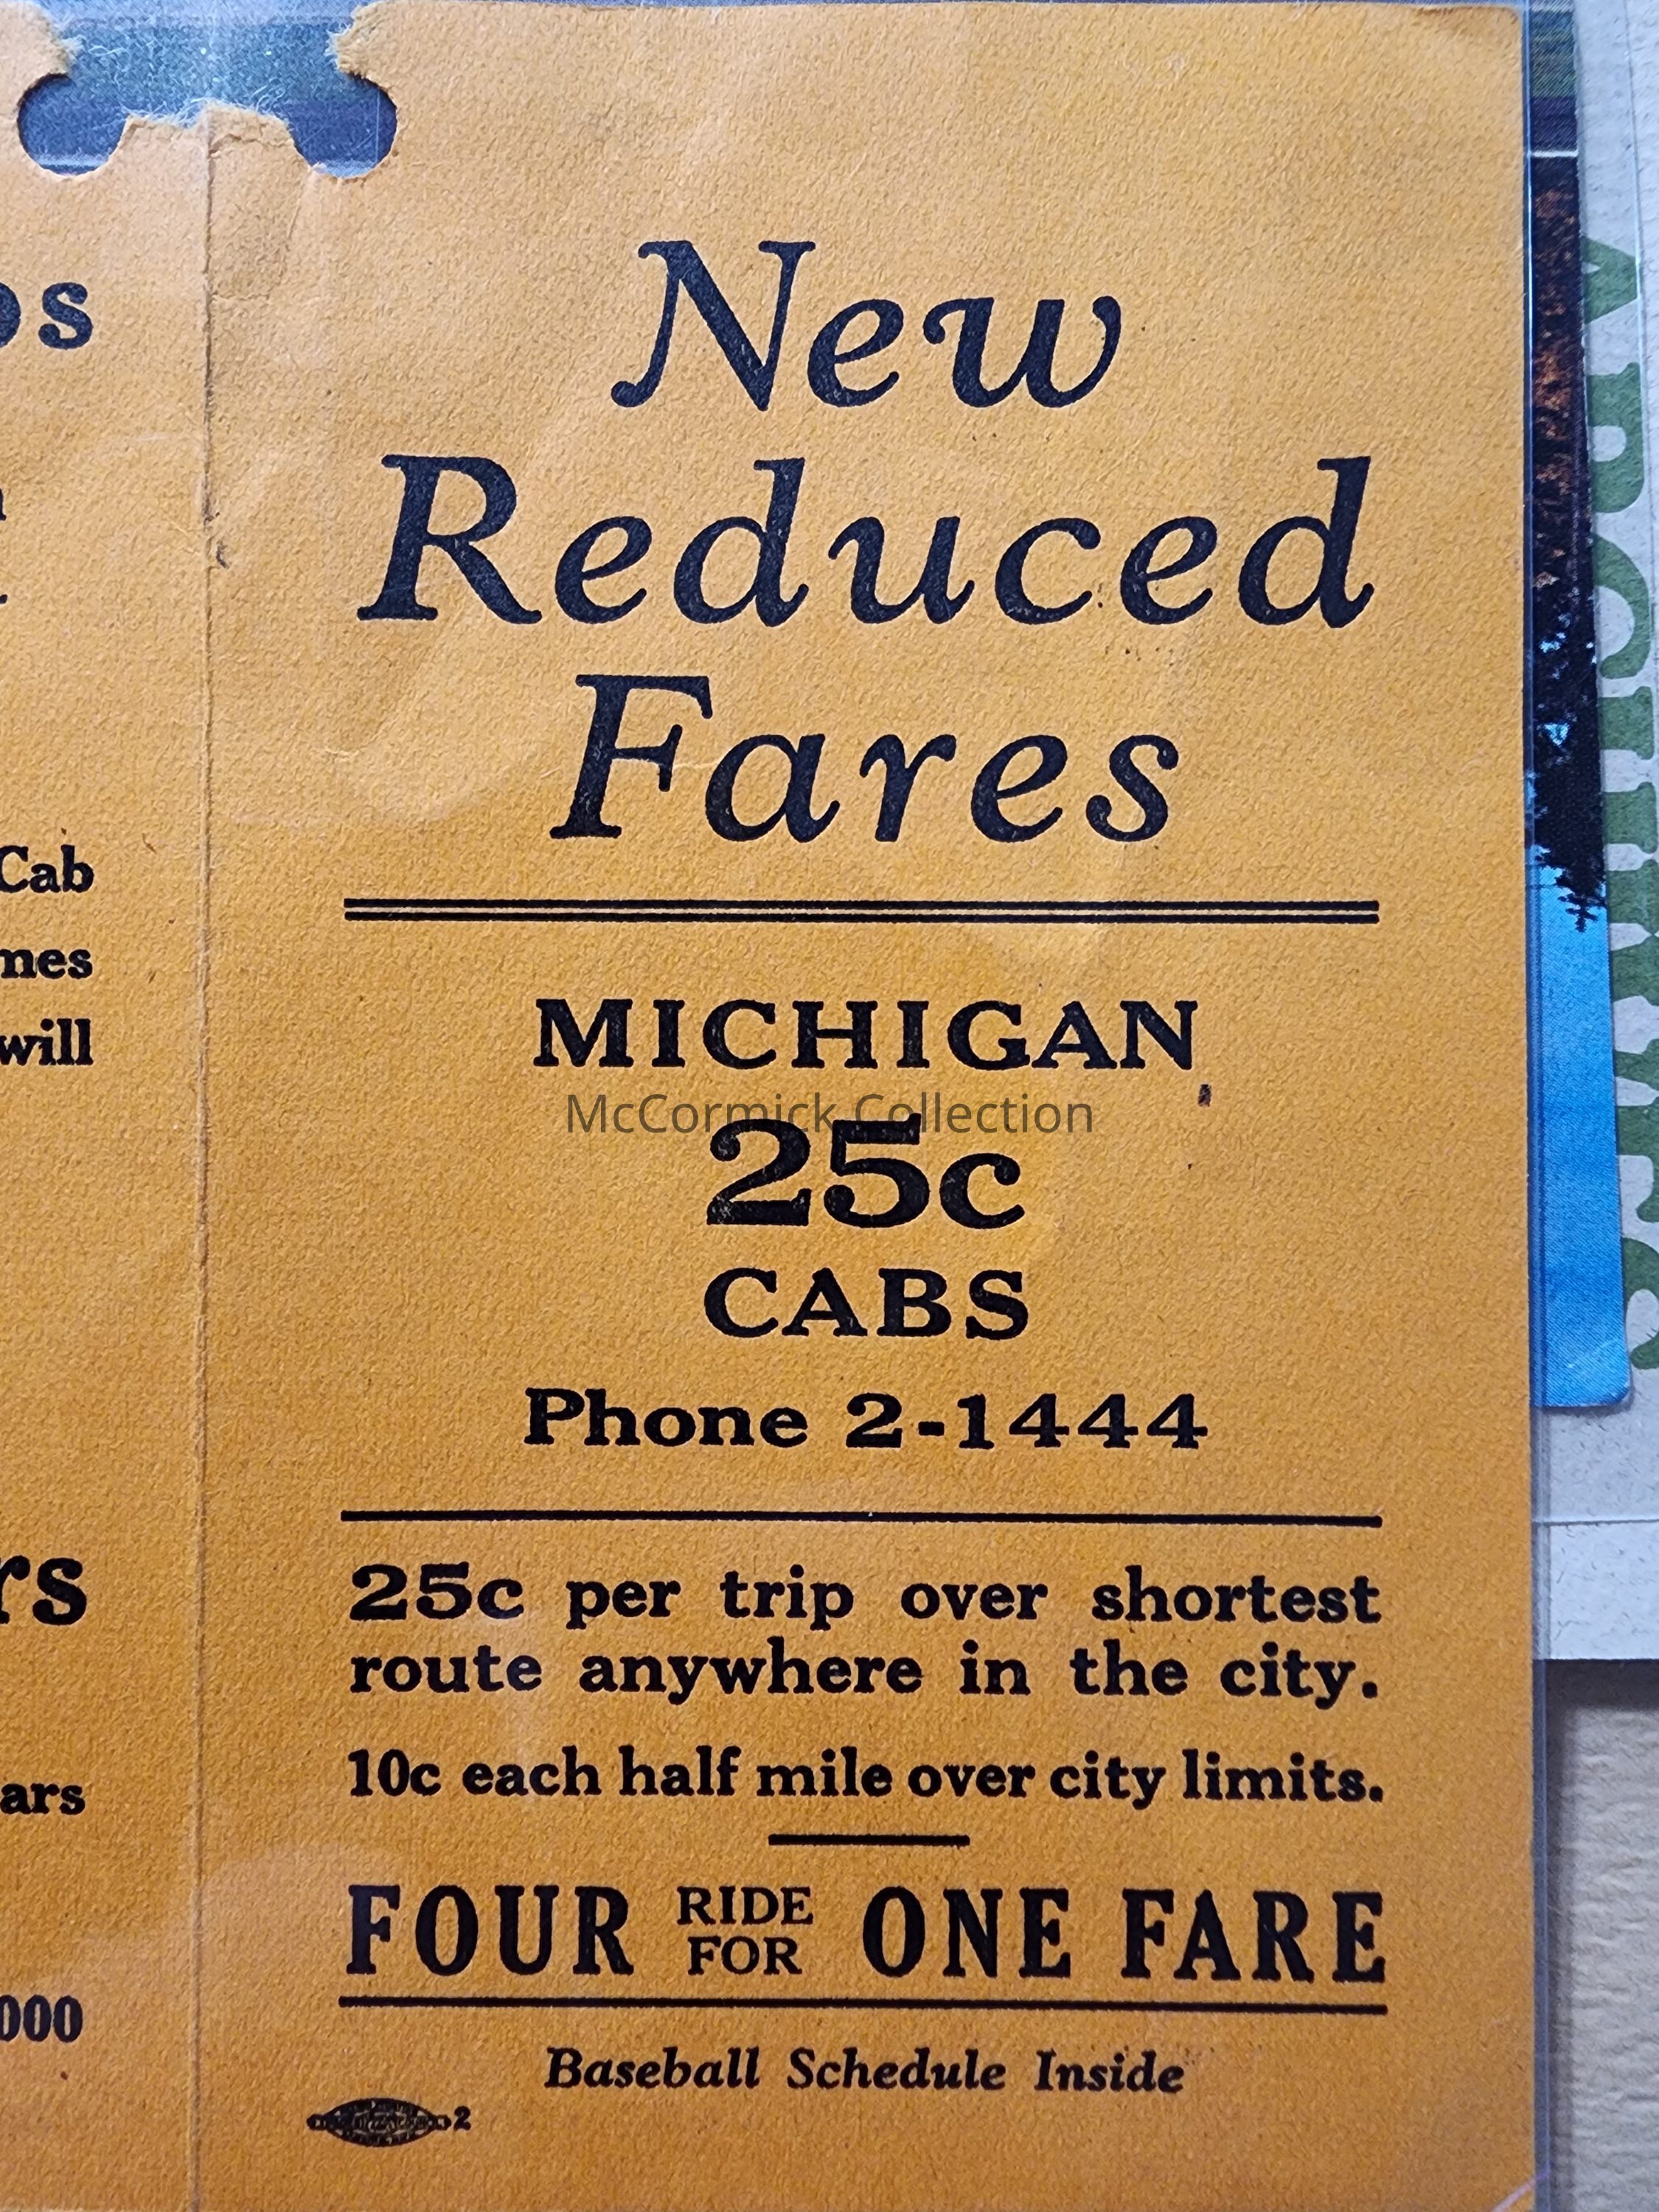 New
Reduced
Fares
MICHIGAN
McCormick Collection
25c
CABS
Phone 2-1444
25c per trip over shortest
route anywhere in the city.
10c each half mile over city limits.
FOUR RIDE FOR ONE FARE
Baseball Schedule Inside
2
Cab
will
000